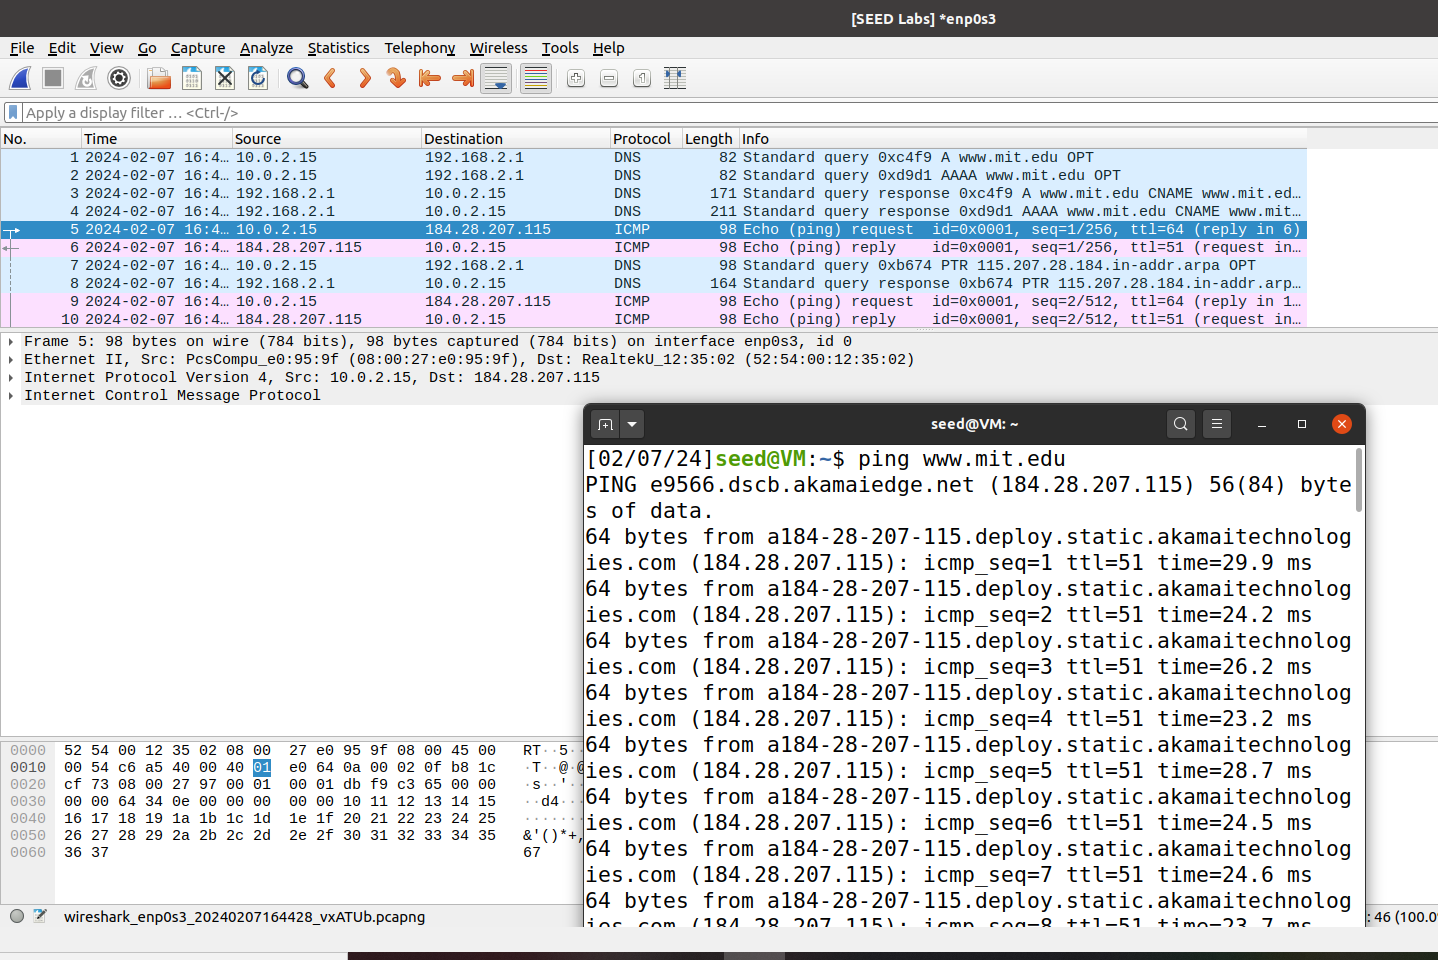 [SEED Labs] *enp0s3
File Edit View Go Capture Analyze Statistics Telephony Wireless Tools Help
Apply a display filter … <Ctrl-/>
No. Time Source Destination Protocol Length Info
1 2024-02-07 16:4… 10.0.2.15 192.168.2.1 DNS 82 Standard query 0xc4f9 A www.mit.edu OPT
2 2024-02-07 16:4… 10.0.2.15 192.168.2.1 DNS 82 Standard query 0xd9d1 AAAA www.mit.edu OPT
3 2024-02-07 16:4… 192.168.2.1 10.0.2.15 DNS 171 Standard query response 0xc4f9 A www.mit.edu CNAME www.mit.ed…
4 2024-02-07 16:4… 192.168.2.1 10.0.2.15 DNS 211 Standard query response 0xd9d1 AAAA www.mit.edu CNAME www.mit…
5 2024-02-07 16:4… 10.0.2.15 184.28.207.115 ICMP 98 Echo (ping) request id=0x0001, seq=1/256, ttl=64 (reply in 6)
6 2024-02-07 16:4… 184.28.207.115 10.0.2.15 ICMP 98 Echo (ping) reply id=0x0001, seq=1/256, ttl=51 (request in…
7 2024-02-07 16:4… 10.0.2.15 192.168.2.1 DNS 98 Standard query 0xb674 PTR 115.207.28.184.in-addr.arpa OPT
8 2024-02-07 16:4… 192.168.2.1 10.0.2.15 DNS 164 Standard query response 0xb674 PTR 115.207.28.184.in-addr.arp…
9 2024-02-07 16:4… 10.0.2.15 184.28.207.115 ICMP 98 Echo (ping) request id=0x0001, seq=2/512, ttl=64 (reply in 1…
10 2024-02-07 16:4… 184.28.207.115 10.0.2.15 ICMP 98 Echo (ping) reply id=0x0001, seq=2/512, ttl=51 (request in…
Frame 5: 98 bytes on wire (784 bits), 98 bytes captured (784 bits) on interface enp0s3, id 0
Ethernet II, Src: PcsCompu_e0:95:9f (08:00:27:e0:95:9f), Dst: RealtekU_12:35:02 (52:54:00:12:35:02)
Internet Protocol Version 4, Src: 10.0.2.15, Dst: 184.28.207.115
Internet Control Message Protocol
seed@VM: ~
[02/07/24]seed@VM:~$ ping www.mit.edu
PING e9566.dscb.akamaiedge.net (184.28.207.115) 56(84) byte
s of data.
64 bytes from a184-28-207-115.deploy.static.akamaitechnolog
ies.com (184.28.207.115): icmp_seq=1 ttl=51 time=29.9 ms
64 bytes from a184-28-207-115.deploy.static.akamaitechnolog
ies.com (184.28.207.115): icmp_seq=2 ttl=51 time=24.2 ms
64 bytes from a184-28-207-115.deploy.static.akamaitechnolog
ies.com (184.28.207.115): icmp_seq=3 ttl=51 time=26.2 ms
64 bytes from a184-28-207-115.deploy.static.akamaitechnolog
ies.com (184.28.207.115): icmp_seq=4 ttl=51 time=23.2 ms
64 bytes from a184-28-207-115.deploy.static.akamaitechnolog
ies.com (184.28.207.115): icmp_seq=5 ttl=51 time=28.7 ms
64 bytes from a184-28-207-115.deploy.static.akamaitechnolog
ies.com (184.28.207.115): icmp_seq=6 ttl=51 time=24.5 ms
64 bytes from a184-28-207-115.deploy.static.akamaitechnolog
ies.com (184.28.207.115): icmp_seq=7 ttl=51 time=24.6 ms
64 bytes from a184-28-207-115.deploy.static.akamaitechnolog
ies.com (184.28.207.115): icmp_seq=8 ttl=51 time=23.7 ms
0000 52 54 00 12 35 02 08 00 27 e0 95 9f 08 00 45 00 RT··5··
0010 00 54 c6 a5 40 00 40 01 e0 64 0a 00 02 0f b8 1c ·T··@·@
0020 cf 73 08 00 27 97 00 01 00 01 db f9 c3 65 00 00 ·s··'··
0030 00 00 64 34 0e 00 00 00 00 00 10 11 12 13 14 15 ··d4···
0040 16 17 18 19 1a 1b 1c 1d 1e 1f 20 21 22 23 24 25 ·······
0050 26 27 28 29 2a 2b 2c 2d 2e 2f 30 31 32 33 34 35 &'()*+,
0060 36 37 67
wireshark_enp0s3_20240207164428_vxATUb.pcapng
: 46 (100.0